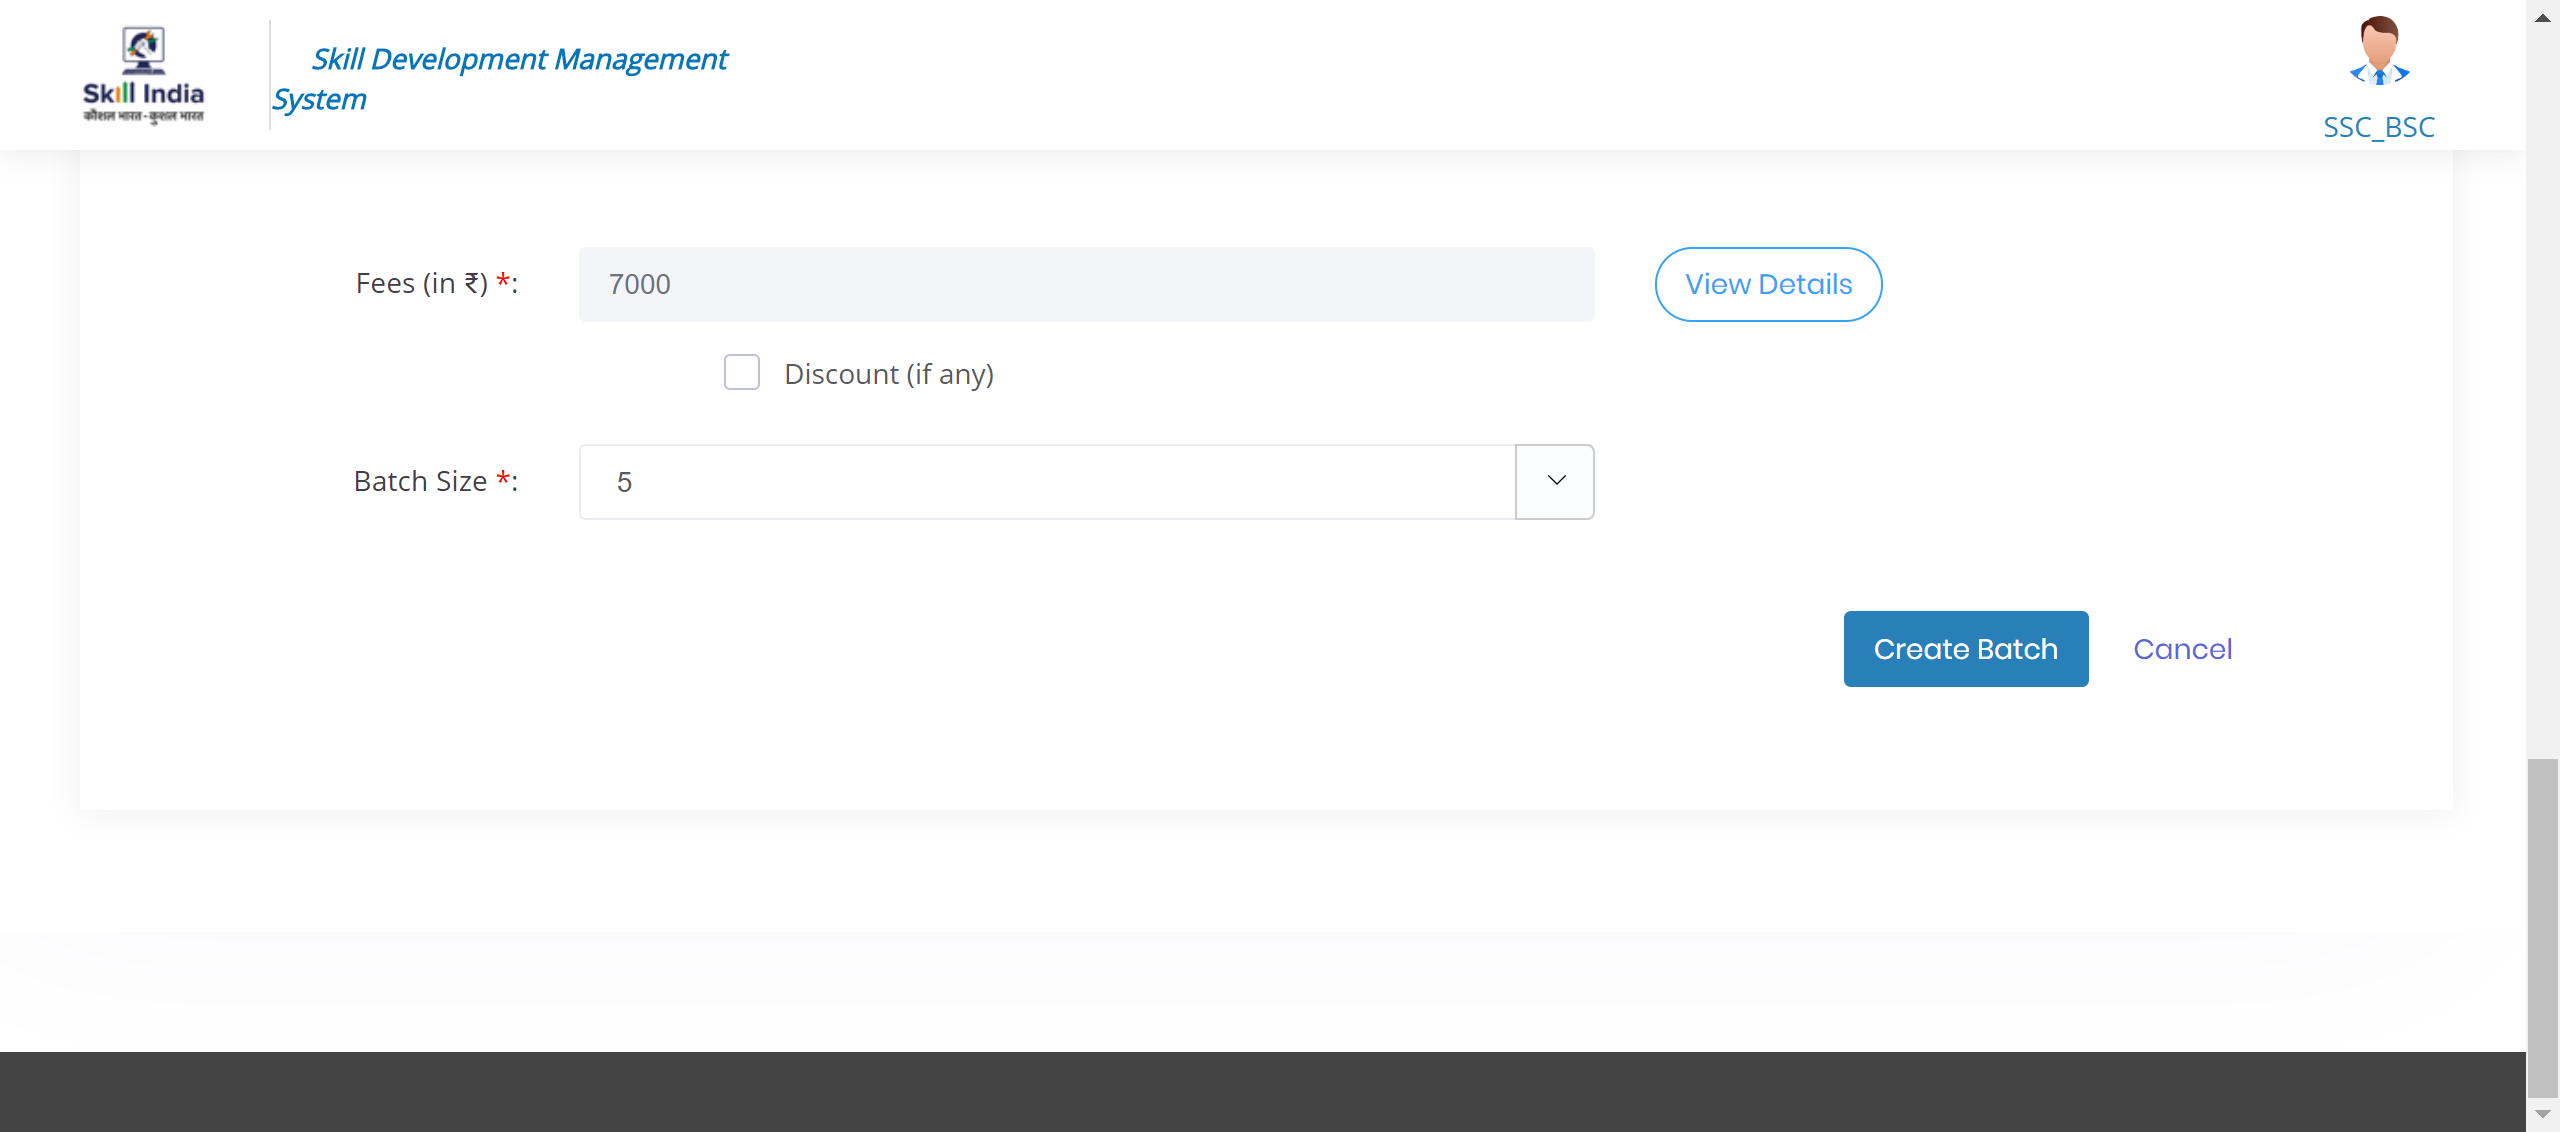 Skill India
कौशल भारत - कुशल भारत
Skill Development Management
System
SSC_BSC
Fees (in ₹) *:
7000
View Details
Discount (if any)
Batch Size *:
5
Create Batch
Cancel